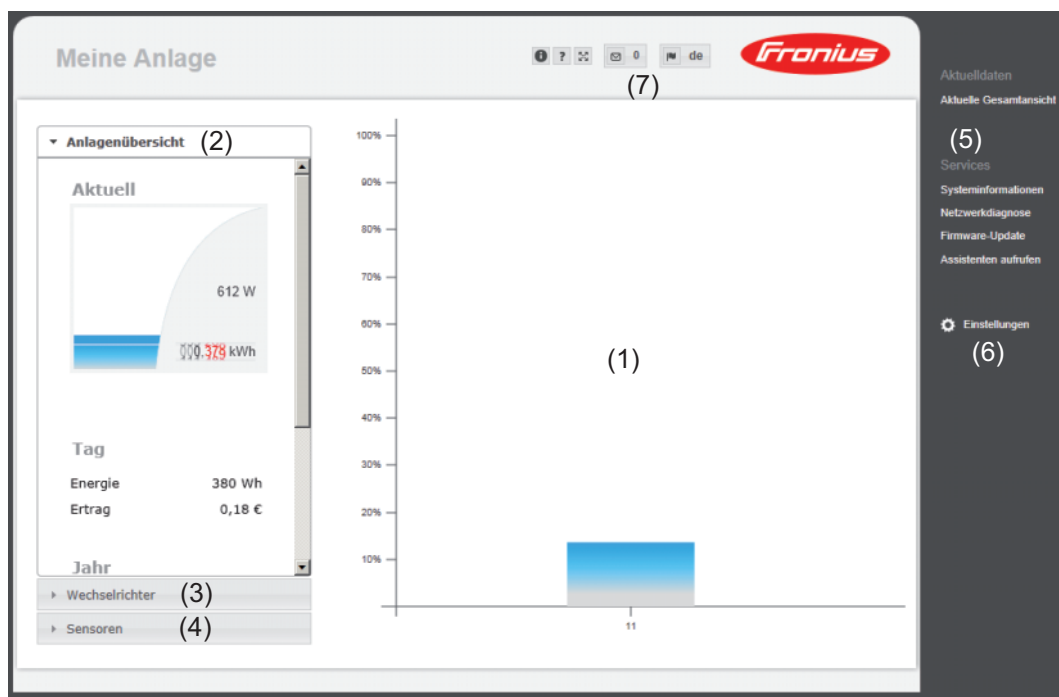 Meine Anlage
i ? 0 de
Fronius
(7)
Anlagenübersicht (2)
Aktuell
612 W
000.379 kWh
Tag
Energie 380 Wh
Ertrag 0,18 €
Jahr
Wechselrichter (3)
Sensoren (4)
100%
90%
80%
70%
60%
50%
40%
30%
20%
10%
(1)
11
Aktuelldaten
Aktuelle Gesamtansicht
(5)
Services
Systeminformationen
Netzwerkdiagnose
Firmware-Update
Assistenten aufrufen
Einstellungen
(6)